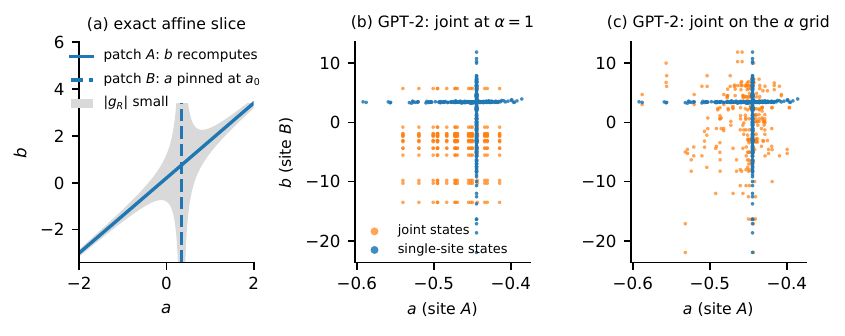 (a) exact affine slice
6
4
2
0
−2
b
−2
0
2
a
patch A: b recomputes
patch B: a pinned at a₀
|g_R| small
(b) GPT-2: joint at α = 1
10
0
−10
−20
b (site B)
−0.6
−0.5
−0.4
a (site A)
joint states
single-site states
(c) GPT-2: joint on the α grid
10
0
−10
−20
−0.6
−0.5
−0.4
a (site A)